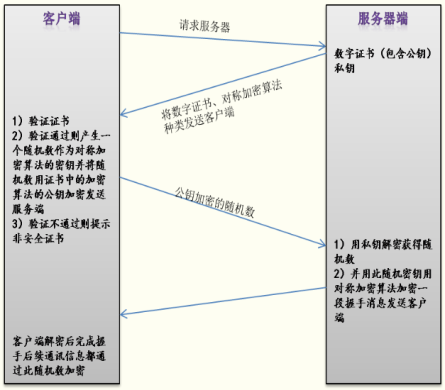 客户端
服务器端
请求服务器
数字证书（包含公钥）
私钥
将数字证书、对称加密算法
种类发送客户端
1）验证证书
2）验证通过则产生一
个随机数作为对称加
密算法的密钥并将随
机数用证书中的加密
算法的公钥加密发送
服务端
3）验证不通过则提示
非安全证书
公钥加密的随机数
1）用私钥解密获得随
机数
2）并用此随机密钥用
对称加密算法加密一
段握手消息发送客户
端
客户端解密后完成握
手后续通讯信息都通
过此随机数加密